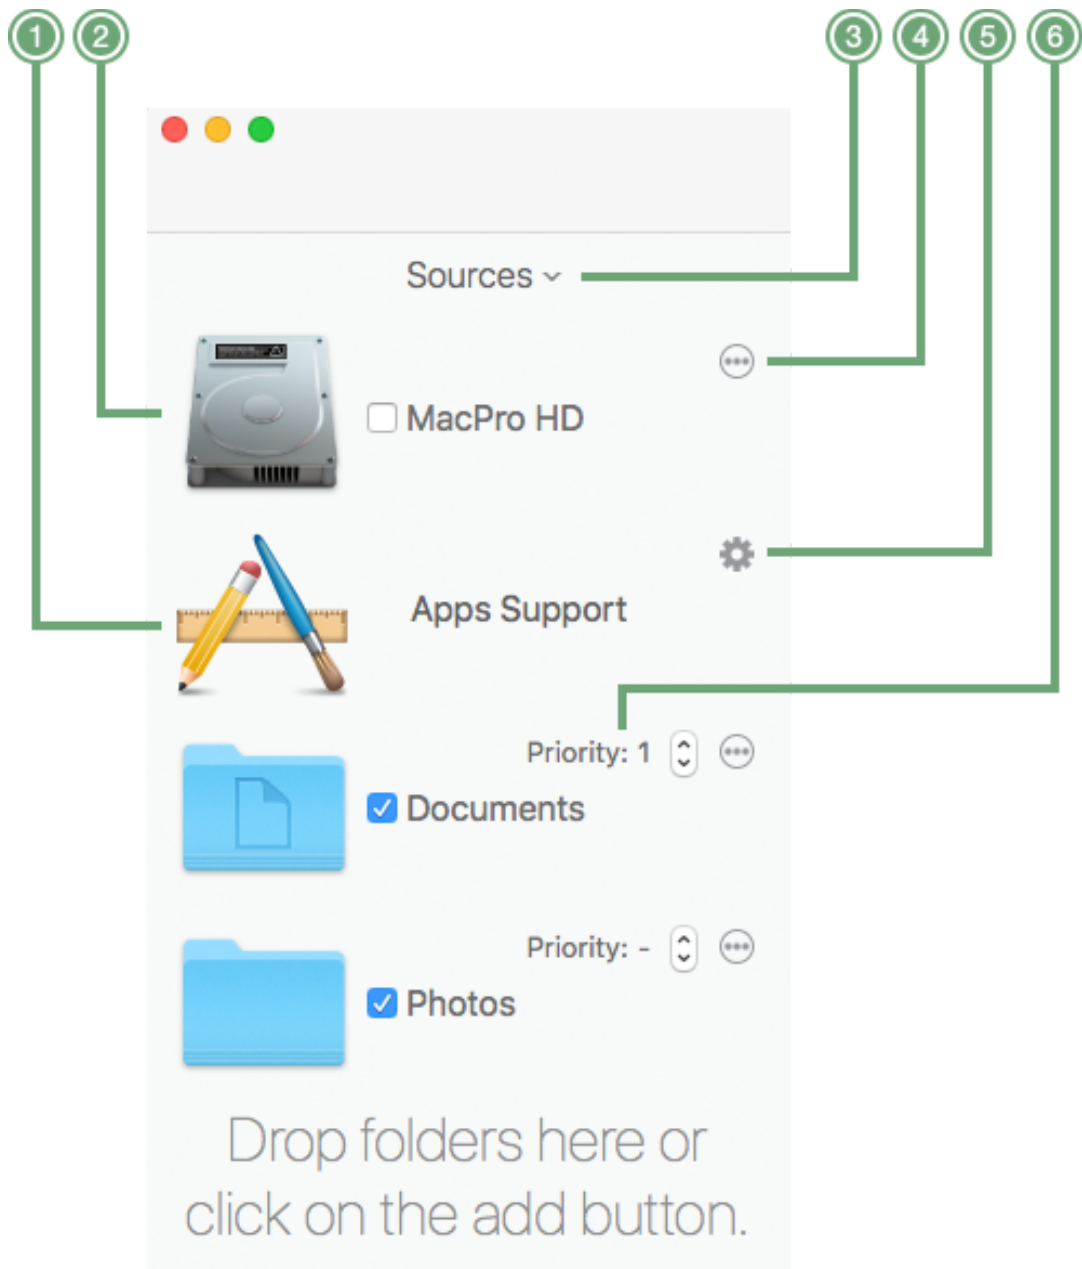 1 2 3 4 5 6
Sources
MacPro HD
Apps Support
Priority: 1
Documents
Priority: -
Photos
Drop folders here or
click on the add button.